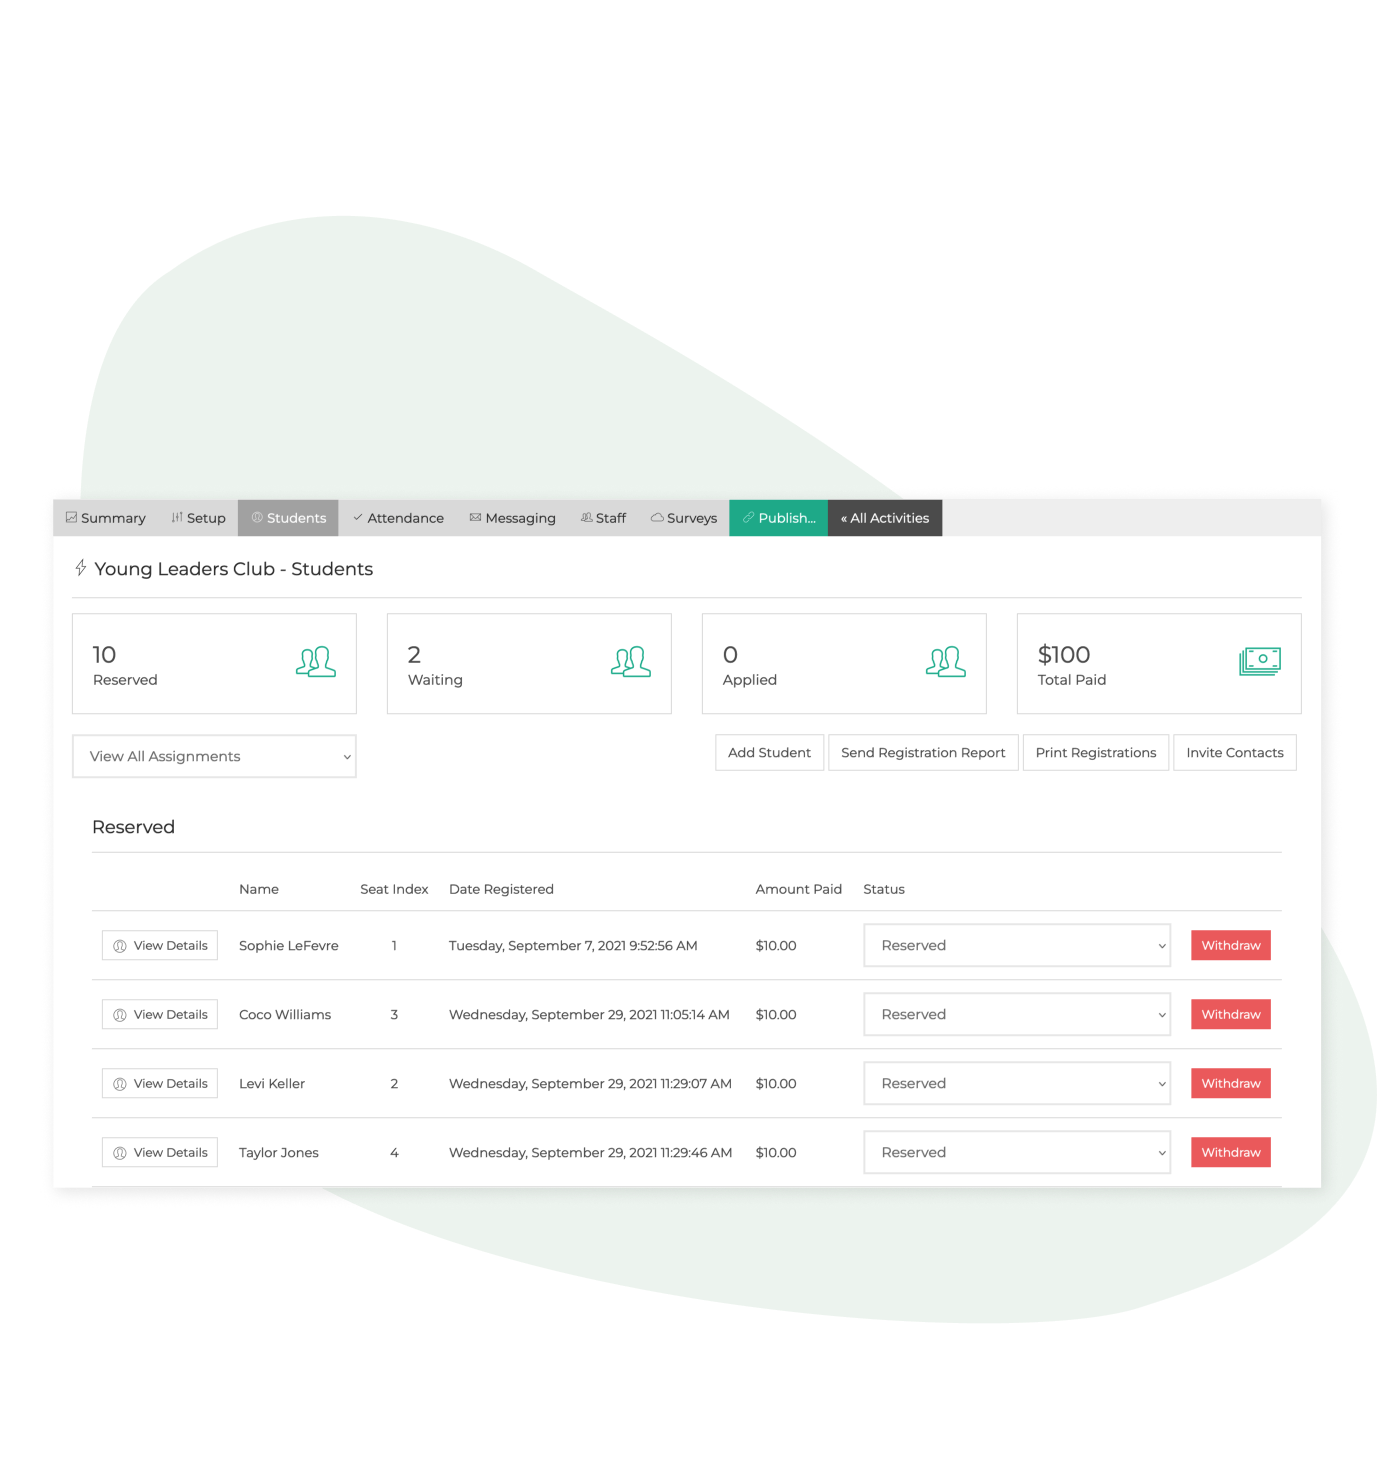 Summary Setup Students Attendance Messaging Staff Surveys Publish... « All Activities
Young Leaders Club - Students
10 2 0 $100
Reserved Waiting Applied Total Paid
View All Assignments Add Student Send Registration Report Print Registrations Invite Contacts
Reserved
Name Seat Index Date Registered Amount Paid Status
View Details Sophie LeFevre 1 Tuesday, September 7, 2021 9:52:56 AM $10.00 Reserved Withdraw
View Details Coco Williams 3 Wednesday, September 29, 2021 11:05:14 AM $10.00 Reserved Withdraw
View Details Levi Keller 2 Wednesday, September 29, 2021 11:29:07 AM $10.00 Reserved Withdraw
View Details Taylor Jones 4 Wednesday, September 29, 2021 11:29:46 AM $10.00 Reserved Withdraw